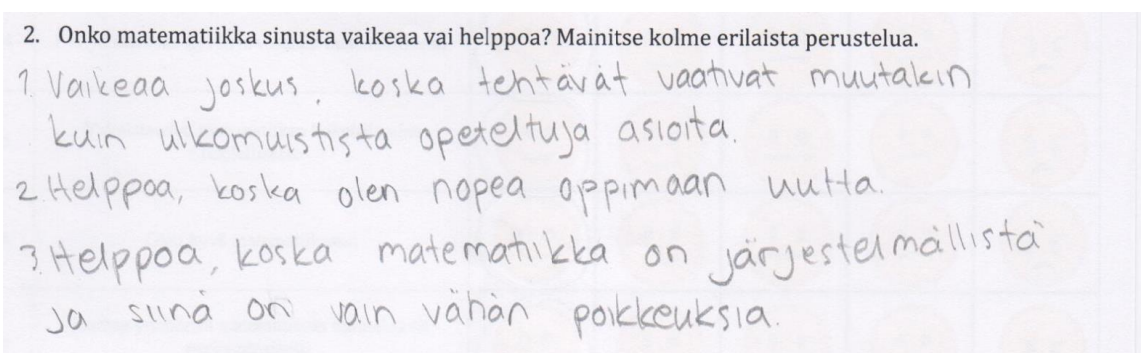 2. Onko matematiikka sinusta vaikeaa vai helppoa? Mainitse kolme erilaista perustelua.
1. Vaikeaa joskus, koska tehtävät vaativat muutakin
kuin ulkomuistista opeteltuja asioita.
2. Helppoa, koska olen nopea oppimaan uutta.
3. Helppoa, koska matematiikka on järjestelmällistä
ja siinä on vain vähän poikkeuksia.